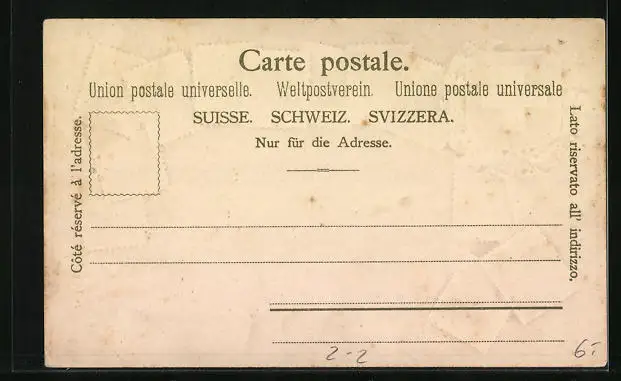 Carte postale.
Union postale universelle. Weltpostverein. Unione postale universale
SUISSE. SCHWEIZ. SVIZZERA.
Nur für die Adresse.
Côté réservé à l'adresse.
Lato riservato all' indirizzo.
2-2
6.-